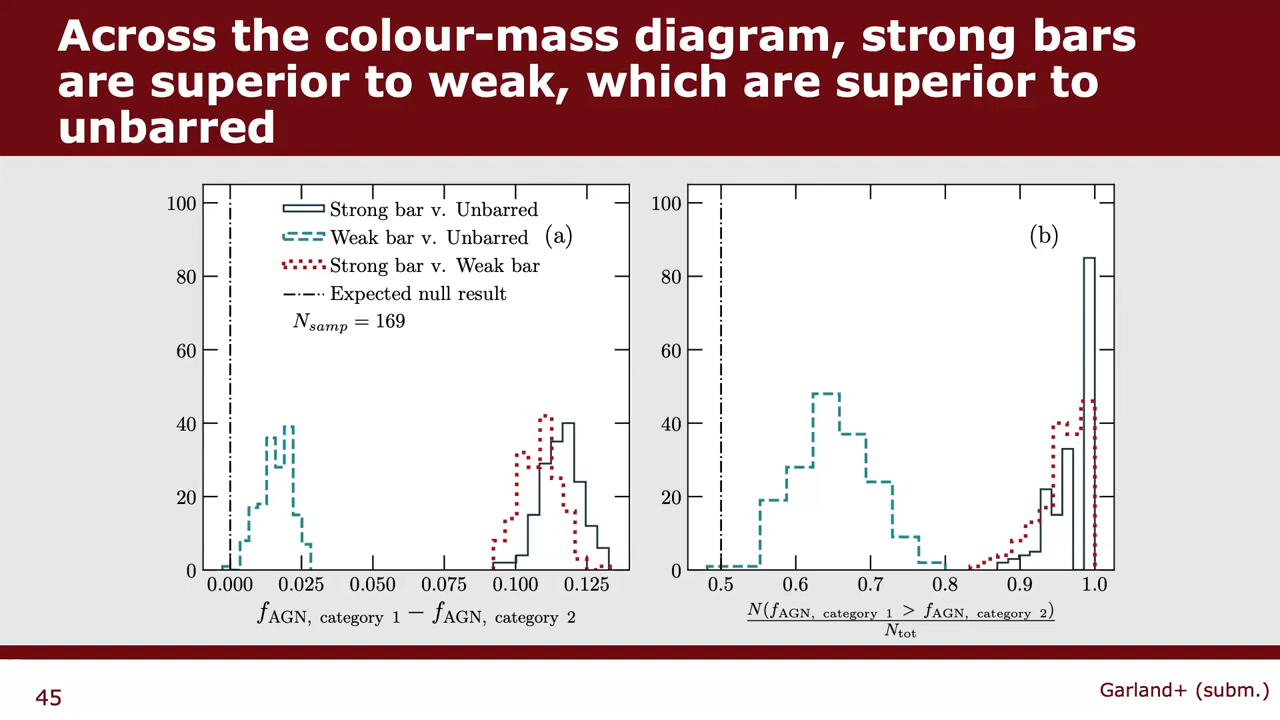 Across the colour-mass diagram, strong bars
are superior to weak, which are superior to
unbarred
100
80
60
40
20
0
Strong bar v. Unbarred
Weak bar v. Unbarred
Strong bar v. Weak bar
Expected null result
N_samp = 169
(a)
0.000 0.025 0.050 0.075 0.100 0.125
f_AGN, category 1 − f_AGN, category 2
100
80
60
40
20
0
(b)
0.5 0.6 0.7 0.8 0.9 1.0
N(f_AGN, category 1 > f_AGN, category 2)
N_tot
45
Garland+ (subm.)